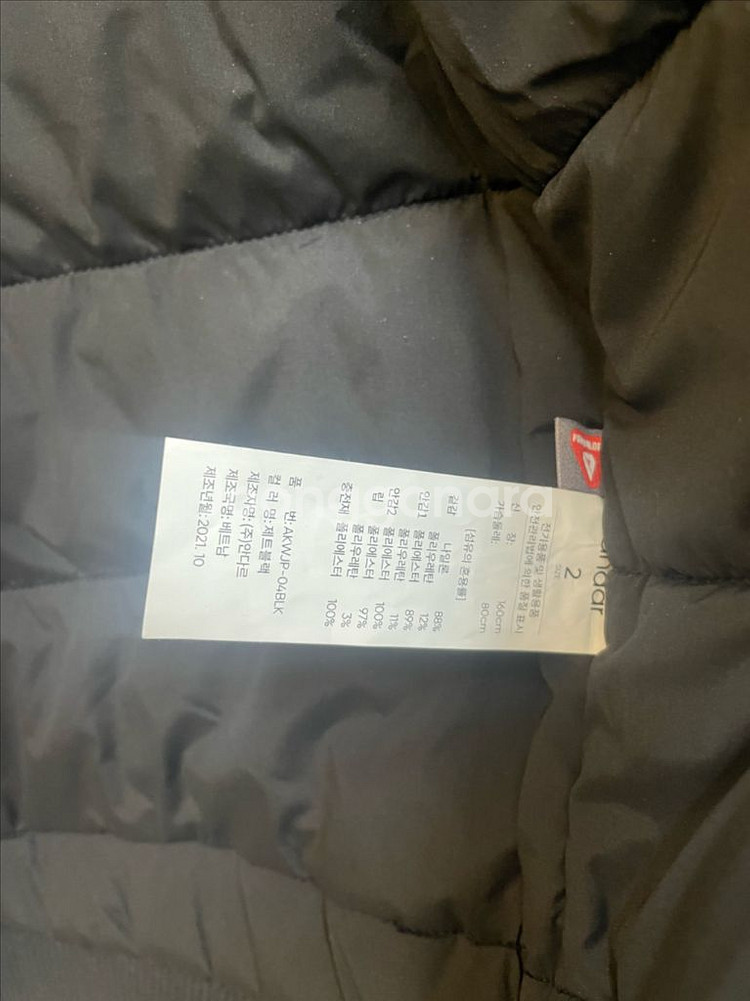 andar
2
전기용품 및 생활용품
안전관리법에 의한 품질 표시
신 장: 160cm
가슴둘레: 80cm
[섬유의 혼용률]
겉감 나일론 88%
폴리우레탄 12%
안감1 폴리에스터 89%
폴리우레탄 11%
안감2 폴리에스터 100%
립 폴리에스터 97%
폴리우레탄 3%
충전재 폴리에스터 100%
품 번:AKWJP-04BLK
컬 러 명:제트블랙
제조자명:(주)안다르
제조국명:베트남
제조년월:2021.10